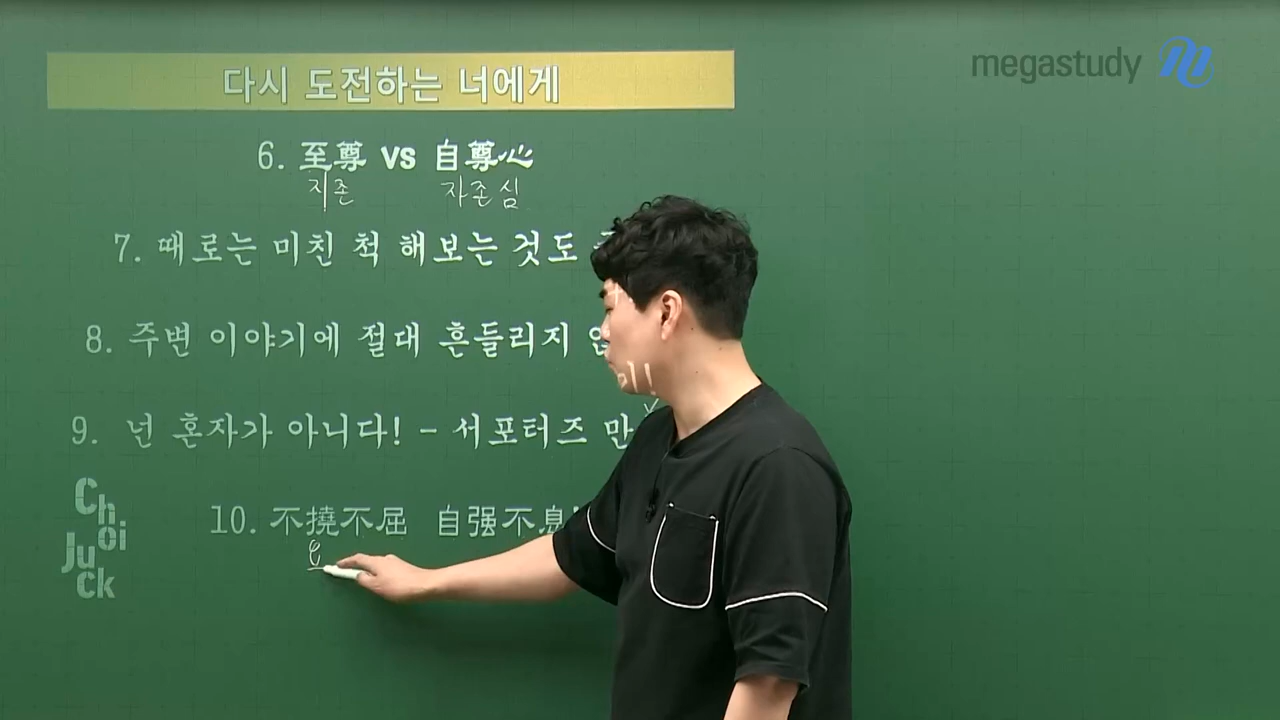 다시 도전하는 너에게
megastudy
6. 至尊 vs 自尊心
지존 자존심
7. 때로는 미친 척 해보는 것도
8. 주변 이야기에 절대 흔들리지
9. 넌 혼자가 아니다! - 서포터즈 만
10. 不撓不屈 自强不息
Choi
Juck